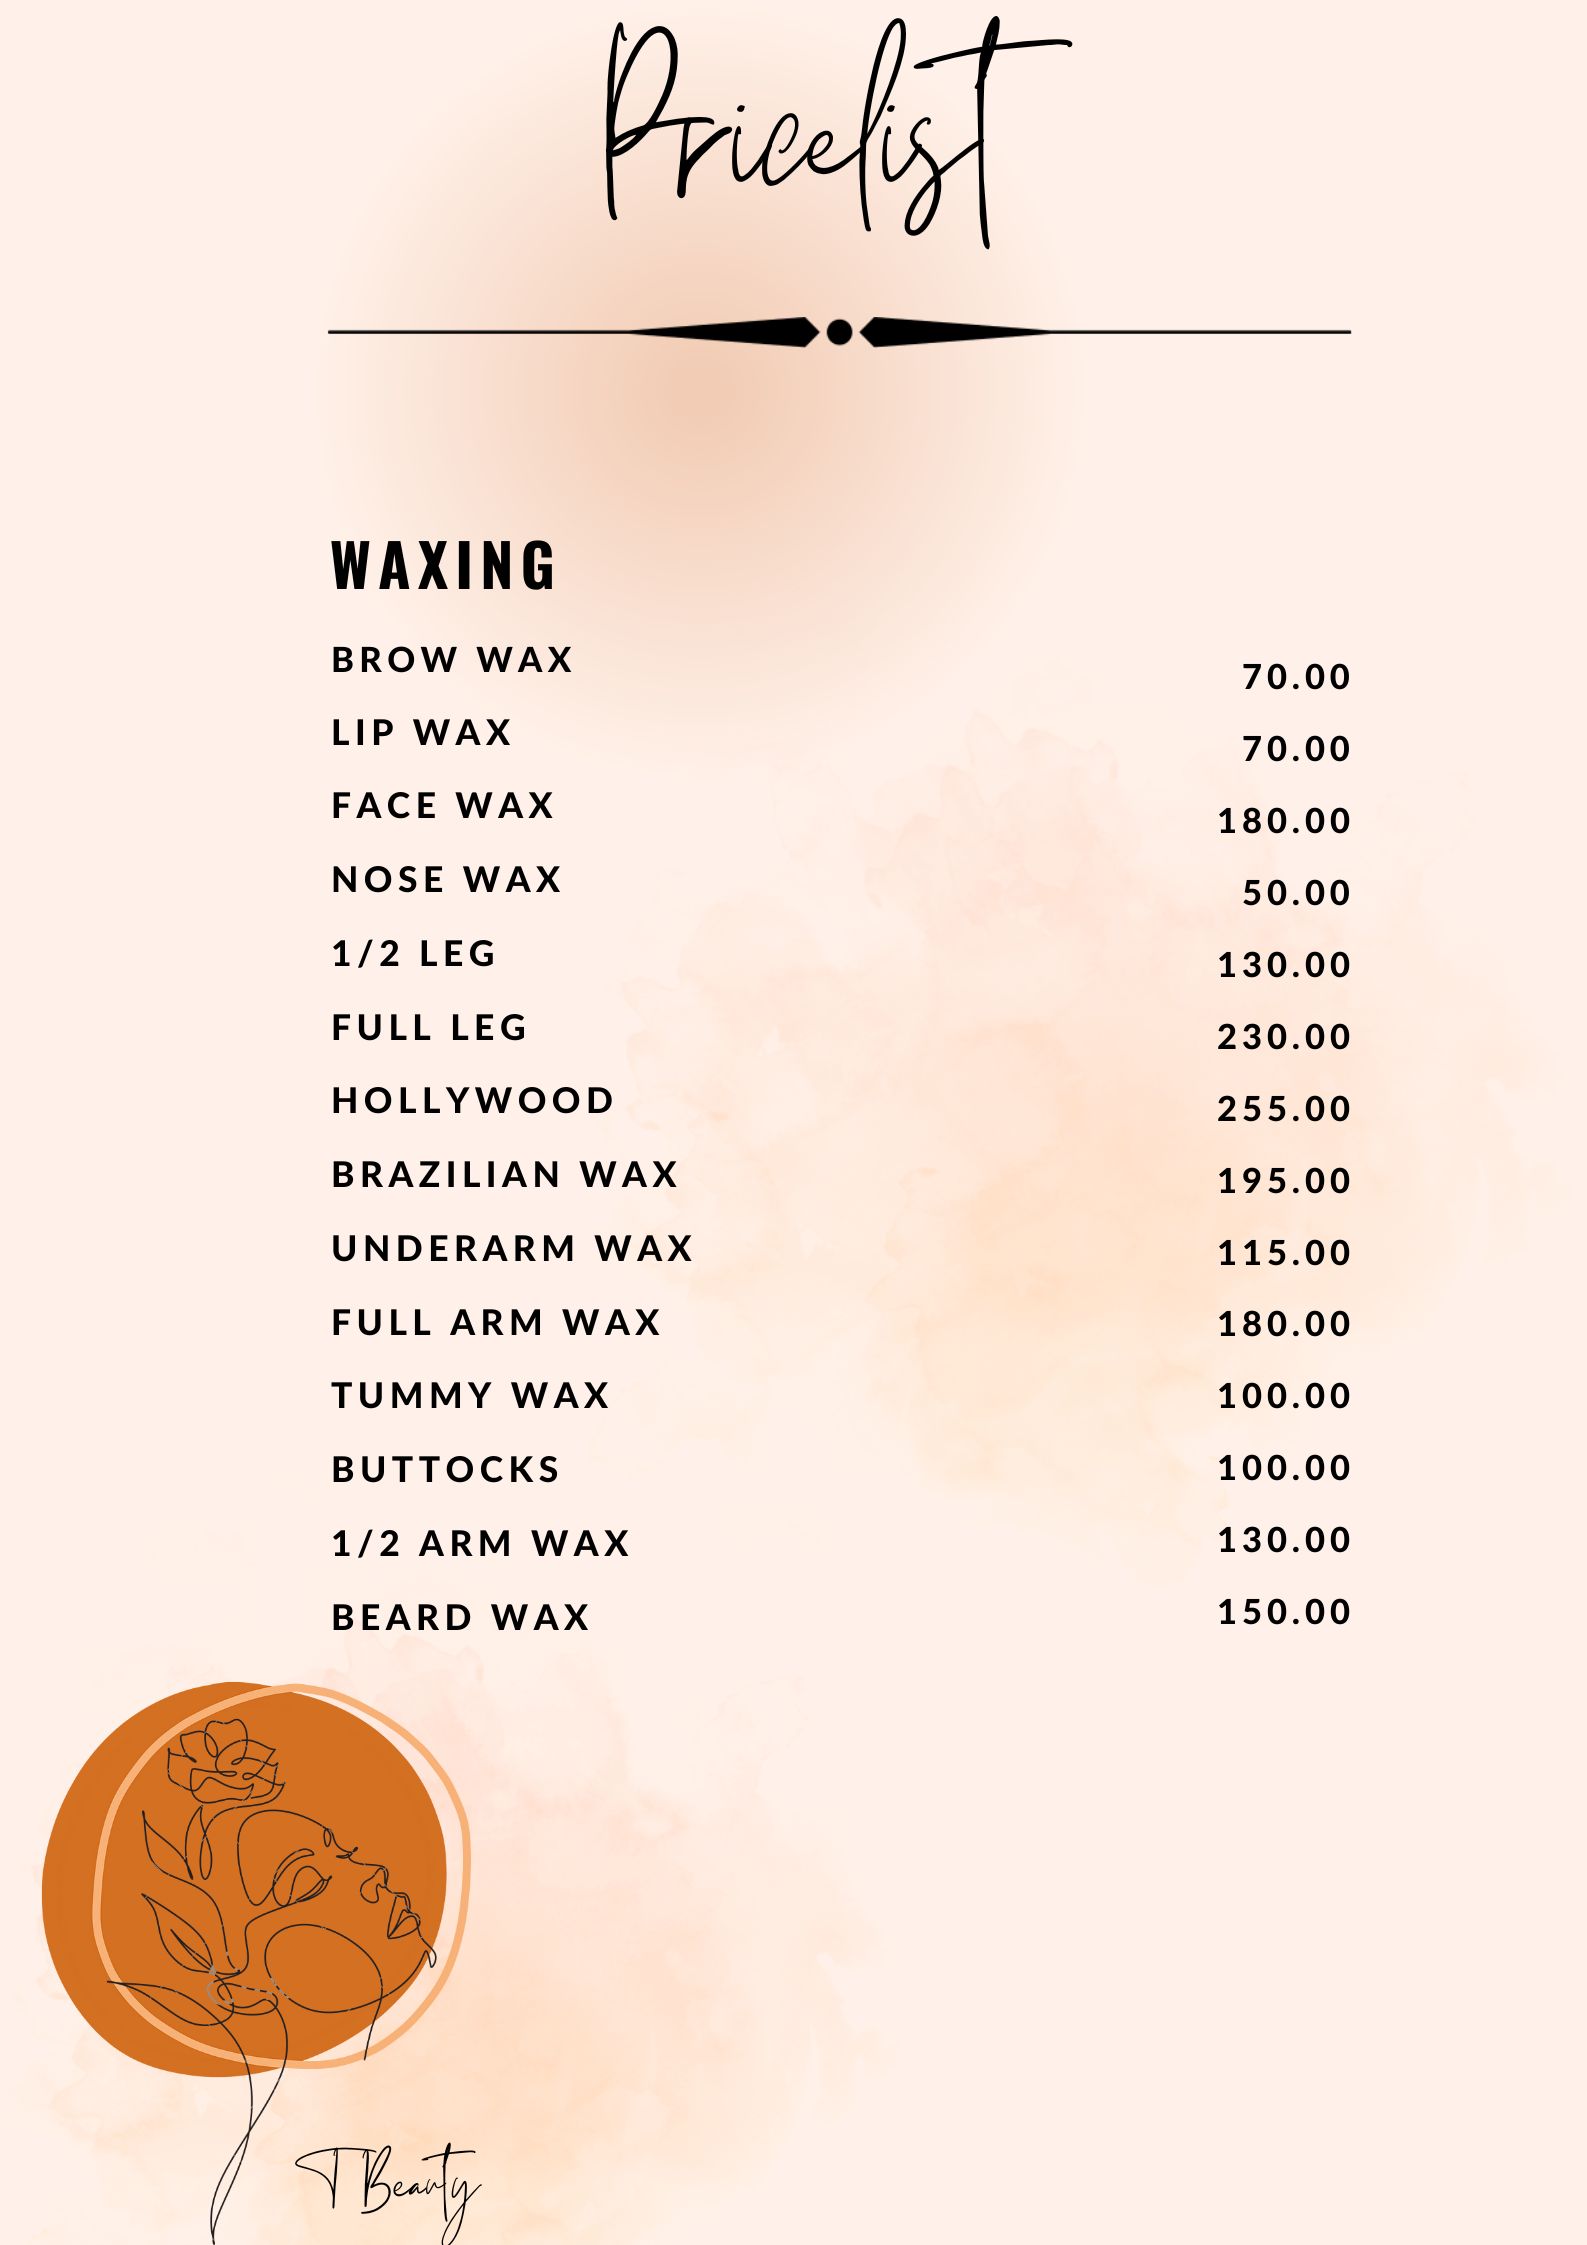 Pricelist
WAXING
BROW WAX 70.00
LIP WAX 70.00
FACE WAX 180.00
NOSE WAX 50.00
1/2 LEG 130.00
FULL LEG 230.00
HOLLYWOOD 255.00
BRAZILIAN WAX 195.00
UNDERARM WAX 115.00
FULL ARM WAX 180.00
TUMMY WAX 100.00
BUTTOCKS 100.00
1/2 ARM WAX 130.00
BEARD WAX 150.00
T Beauty